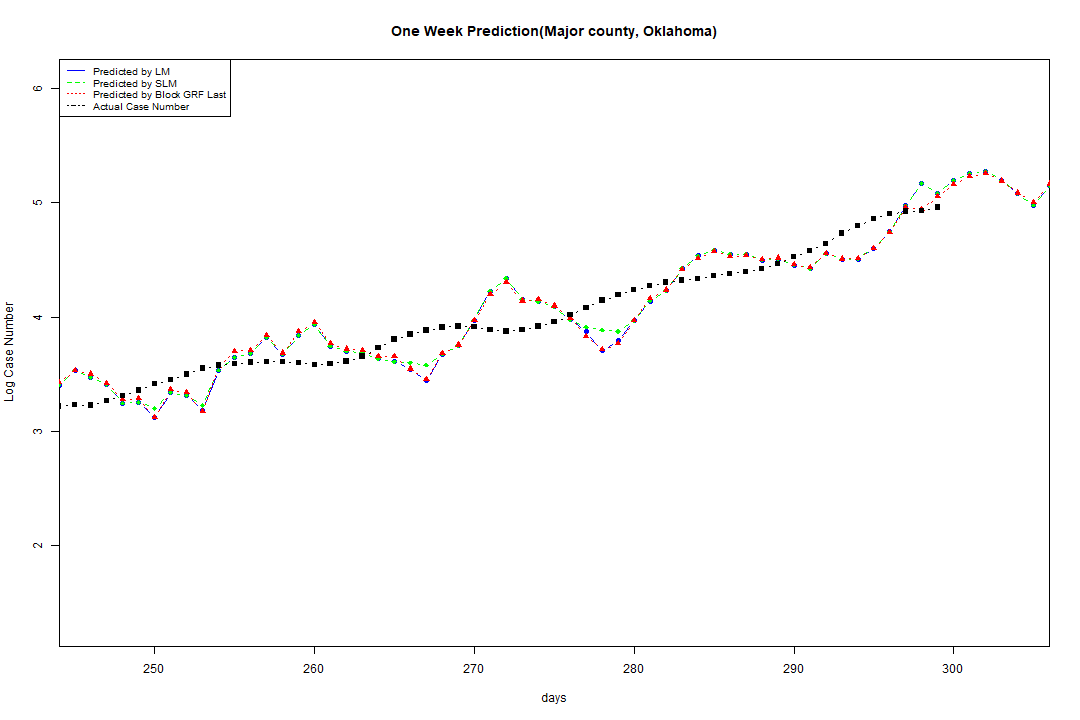 One Week Prediction(Major county, Oklahoma)
Predicted by LM
Predicted by SLM
Predicted by Block GRF Last
Actual Case Number
6
5
4
3
2
Log Case Number
250 260 270 280 290 300
days